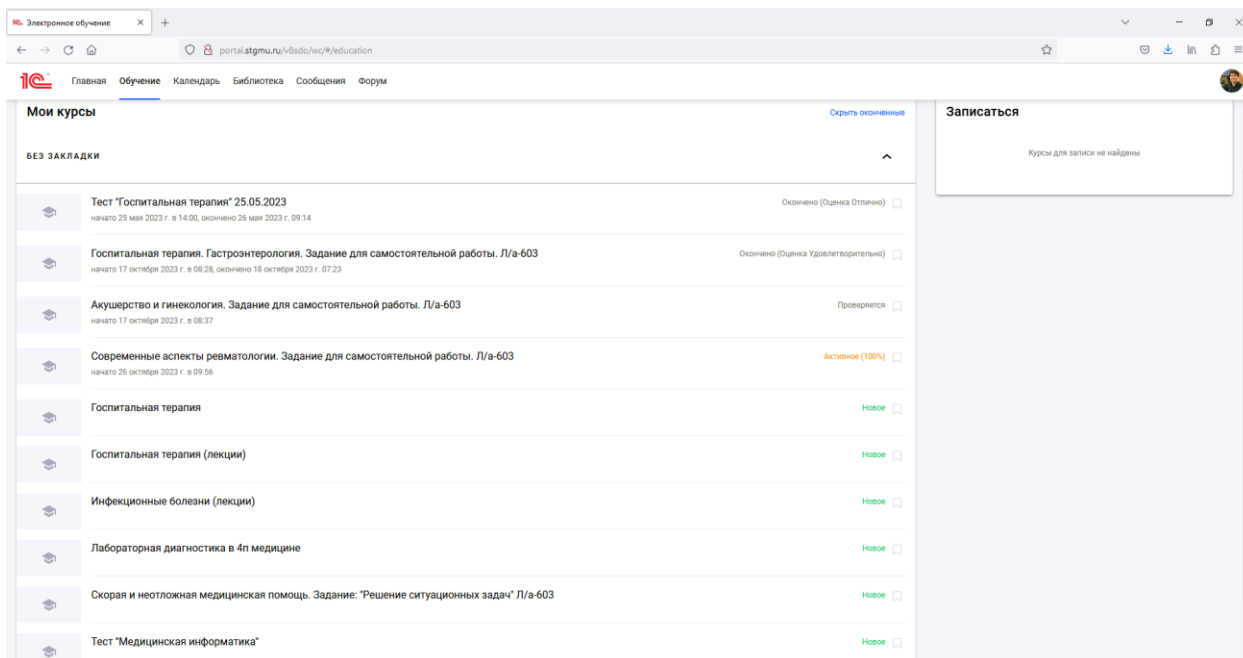 Электронное обучение
portal.stgmu.ru/v8sdo/wc/#/education
1С
Главная Обучение Календарь Библиотека Сообщения Форум
Мои курсы
Скрыть оконченные
БЕЗ ЗАКЛАДКИ
Тест "Госпитальная терапия" 25.05.2023
Окончено (Оценка Отлично)
начато 25 мая 2023 г. в 14:00, окончено 26 мая 2023 г. 09:14
Госпитальная терапия. Гастроэнтерология. Задание для самостоятельной работы. Л/а-603
Окончено (Оценка Удовлетворительно)
начато 17 октября 2023 г. в 08:28, окончено 18 октября 2023 г. 07:23
Акушерство и гинекология. Задание для самостоятельной работы. Л/а-603
Проверяется
начато 17 октября 2023 г. в 08:37
Современные аспекты ревматологии. Задание для самостоятельной работы. Л/а-603
Активное (100%)
начато 26 октября 2023 г. в 09:56
Госпитальная терапия
Новое
Госпитальная терапия (лекции)
Новое
Инфекционные болезни (лекции)
Новое
Лабораторная диагностика в 4п медицине
Новое
Скорая и неотложная медицинская помощь. Задание: "Решение ситуационных задач" Л/а-603
Новое
Тест "Медицинская информатика"
Новое
Записаться
Курсы для записи не найдены